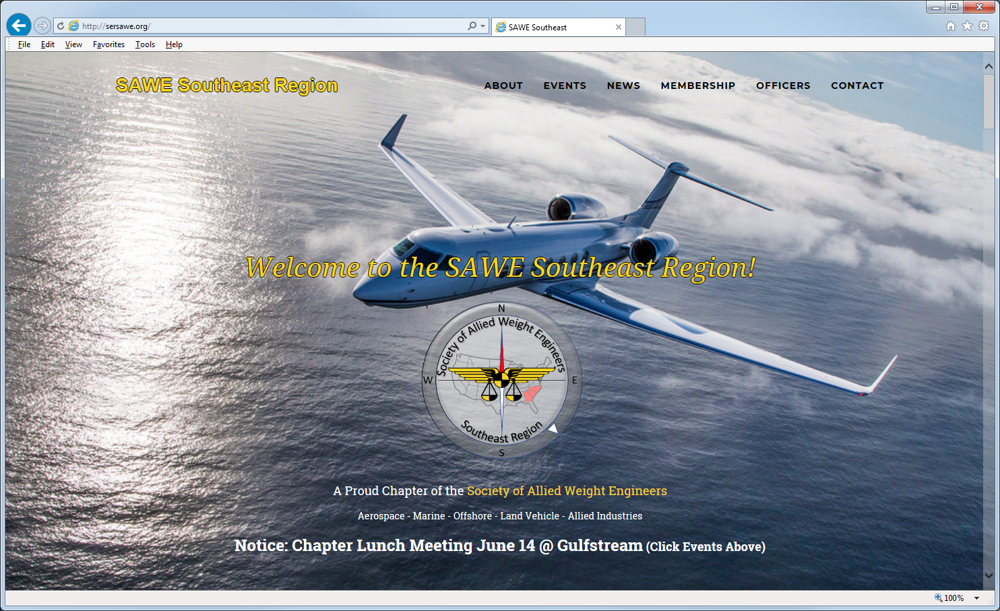 http://sersawe.org/
SAWE Southeast
File Edit View Favorites Tools Help
SAWE Southeast Region
ABOUT EVENTS NEWS MEMBERSHIP OFFICERS CONTACT
Welcome to the SAWE Southeast Region!
N
Society of Allied Weight Engineers
W E
Southeast Region
S
A Proud Chapter of the Society of Allied Weight Engineers
Aerospace - Marine - Offshore - Land Vehicle - Allied Industries
Notice: Chapter Lunch Meeting June 14 @ Gulfstream (Click Events Above)
100%